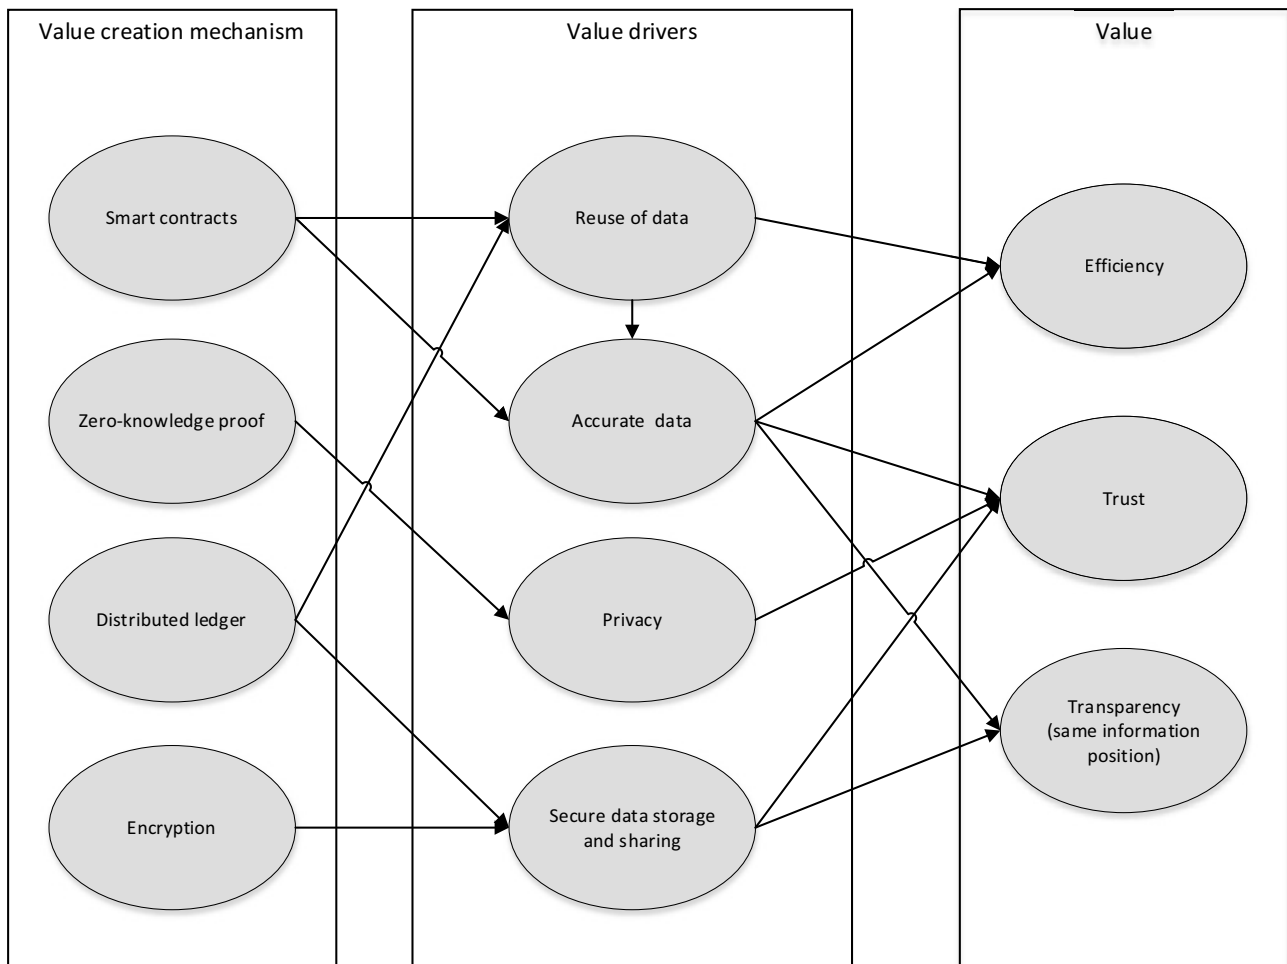 Value creation mechanism
Value drivers
Value
Smart contracts
Reuse of data
Efficiency
Zero-knowledge proof
Accurate  data
Trust
Distributed ledger
Privacy
Transparency
(same information
position)
Encryption
Secure data storage
and sharing